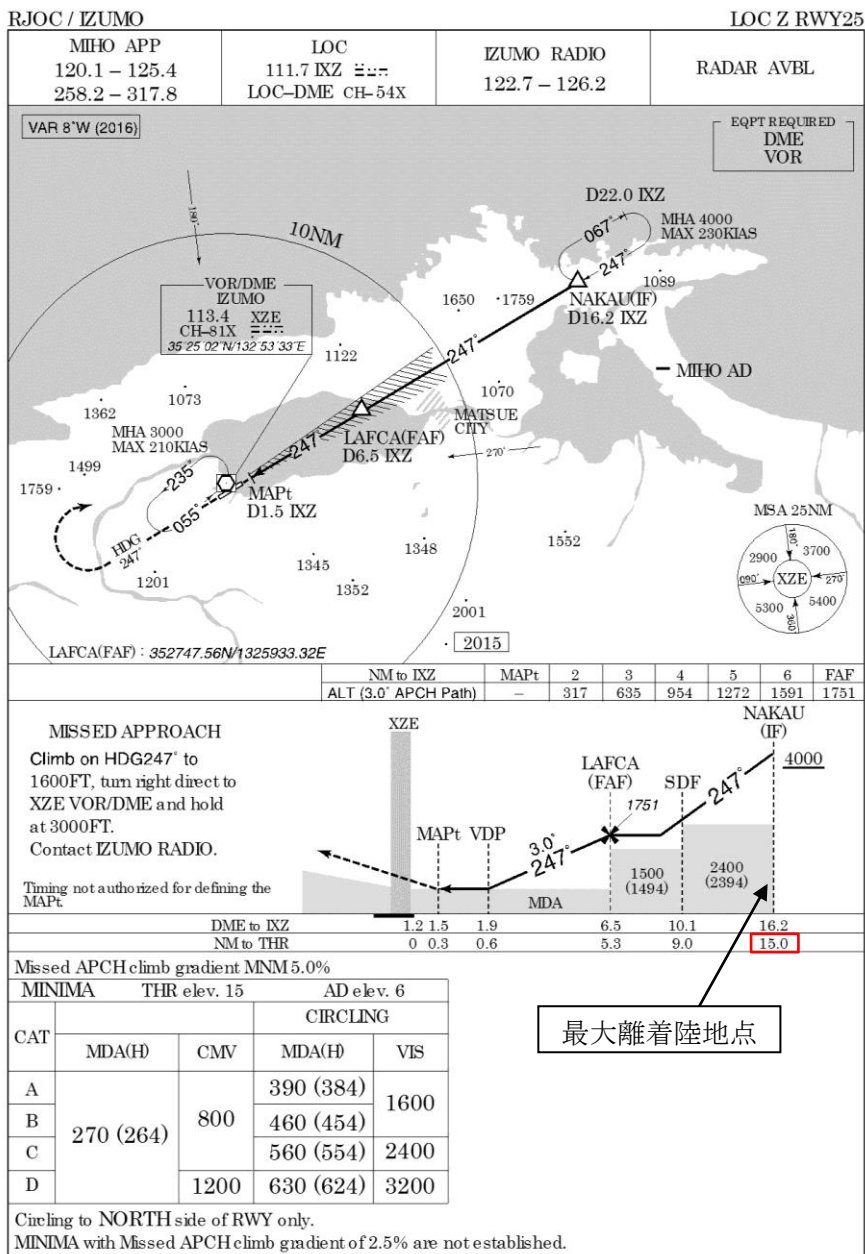 RJOC / IZUMO LOC Z RWY25
MIHO APP
120.1 – 125.4
258.2 – 317.8
LOC
111.7 IXZ
LOC–DME CH–54X
IZUMO RADIO
122.7 – 126.2
RADAR AVBL
VAR 8°W (2016)
EQPT REQUIRED
DME
VOR
D22.0 IXZ
MHA 4000
MAX 230KIAS
067°
247°
180°
10NM
VOR/DME
IZUMO
113.4 XZE
CH–81X
35 25 02″N/132 53′33″E
1089
NAKAU(IF)
D16.2 IXZ
1650
1759
247°
1122
MIHO AD
1070
1073
1362
MATSUE
CITY
LAFCA(FAF)
D6.5 IXZ
MHA 3000
MAX 210KIAS
247°
270°
1499
235°
1759
MAPt
D1.5 IXZ
055°
HDG
247°
MSA 25NM
180°
2900 3700
090° XZE 270°
5300 5400
360°
1552
1348
1345
1352
1201
2001
2015
LAFCA(FAF) : 352747.56N/1325933.32E
NM to IXZ MAPt 2 3 4 5 6 FAF
ALT (3.0° APCH Path) – 317 635 954 1272 1591 1751
MISSED APPROACH
Climb on HDG247° to
1600FT, turn right direct to
XZE VOR/DME and hold
at 3000FT.
Contact IZUMO RADIO.
Timing not authorized for defining the
MAPt.
XZE
NAKAU
(IF)
4000
LAFCA
(FAF)
SDF
247°
1751
MAPt VDP
3.0°
247°
1500
(1494)
2400
(2394)
MDA
DME to IXZ 1.2 1.5 1.9 6.5 10.1 16.2
NM to THR 0 0.3 0.6 5.3 9.0 15.0
Missed APCH climb gradient MNM 5.0%
MINIMA THR elev. 15 AD elev. 6
CAT CIRCLING
MDA(H) CMV MDA(H) VIS
A 270 (264) 800 390 (384) 1600
B 460 (454)
C 560 (554) 2400
D 1200 630 (624) 3200
最大離着陸地点
Circling to NORTH side of RWY only.
MINIMA with Missed APCH climb gradient of 2.5% are not established.